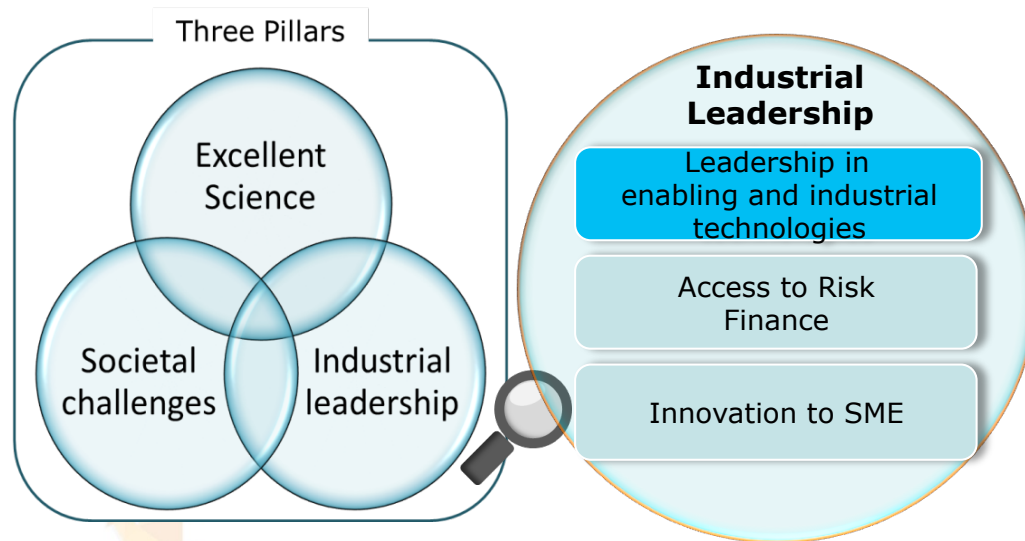 Three Pillars
Excellent
Science
Societal
challenges
Industrial
leadership
Industrial
Leadership
Leadership in
enabling and industrial
technologies
Access to Risk
Finance
Innovation to SME